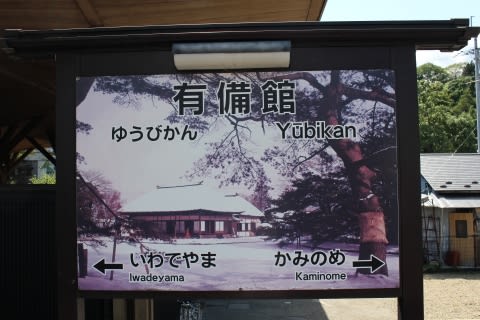 有備館
ゆうびかん Yūbikan
いわでやま かみのめ
Iwadeyama Kaminome